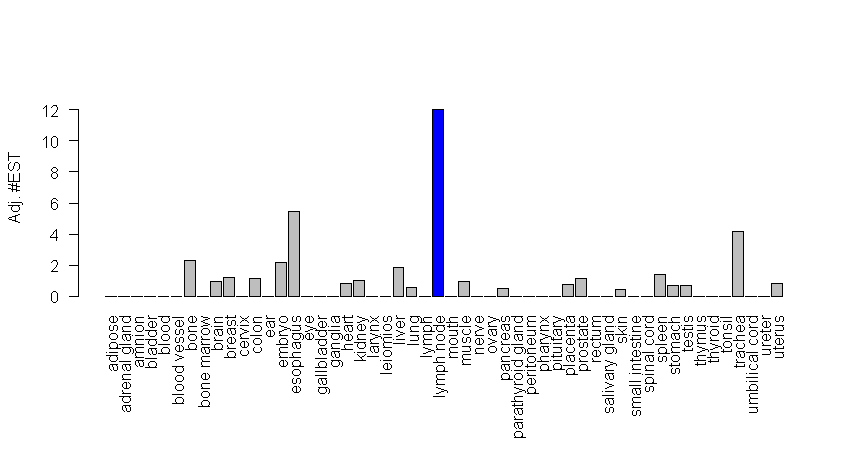 Adj. #EST
12
10
8
6
4
2
0
adipose
adrenal gland
amnion
bladder
blood
blood vessel
bone
bone marrow
brain
breast
cervix
colon
ear
embryo
esophagus
eye
gallbladder
ganglia
heart
kidney
larynx
leiomios
liver
lung
lymph
lymph node
mouth
muscle
nerve
ovary
pancreas
parathyroid gland
peritoneum
pharynx
pituitary
placenta
prostate
rectum
salivary gland
skin
small intestine
spinal cord
spleen
stomach
testis
thymus
thyroid
tonsil
trachea
umbilical cord
ureter
uterus